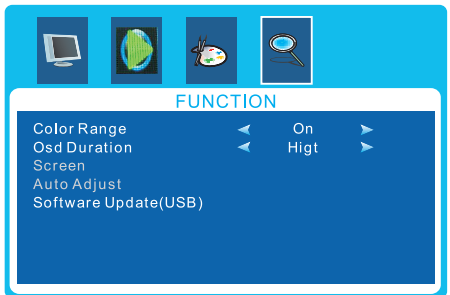 FUNCTION
Color Range On
Osd Duration Higt
Screen
Auto Adjust
Software Update(USB)